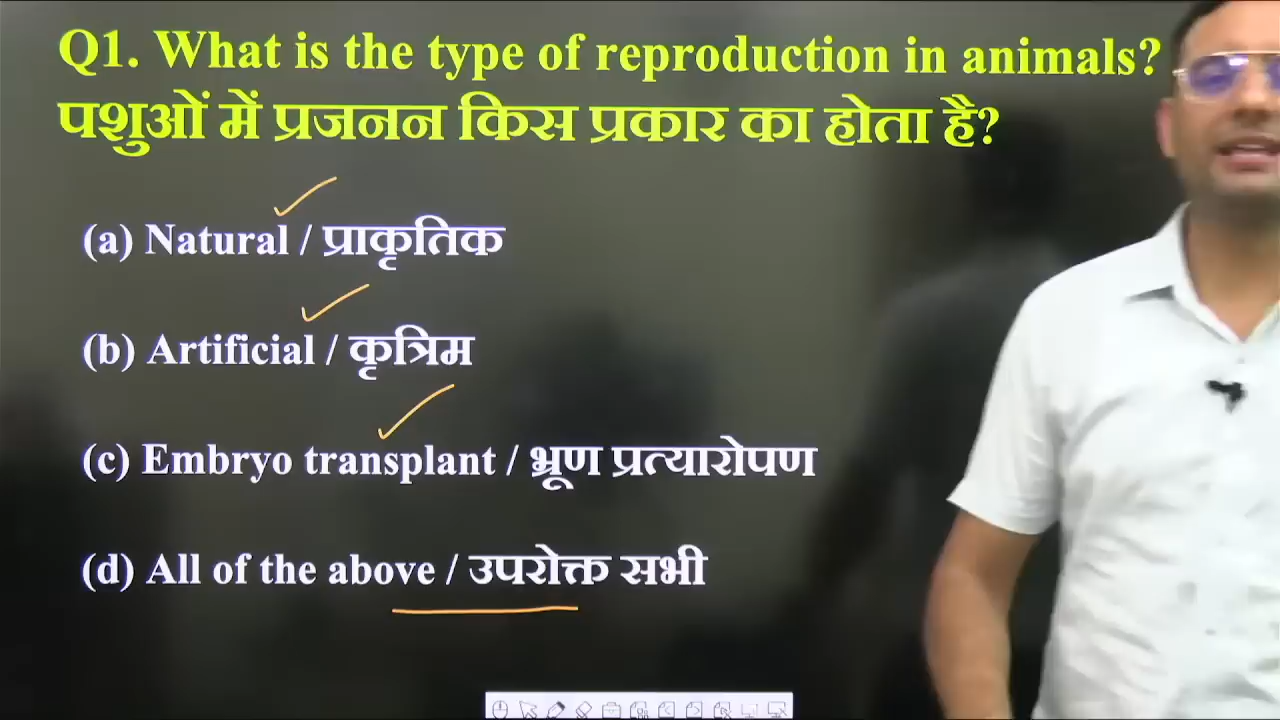 Q1. What is the type of reproduction in animals?
पशुओं में प्रजनन किस प्रकार का होता है?
(a) Natural / प्राकृतिक
(b) Artificial / कृत्रिम
(c) Embryo transplant / भ्रूण प्रत्यारोपण
(d) All of the above / उपरोक्त सभी